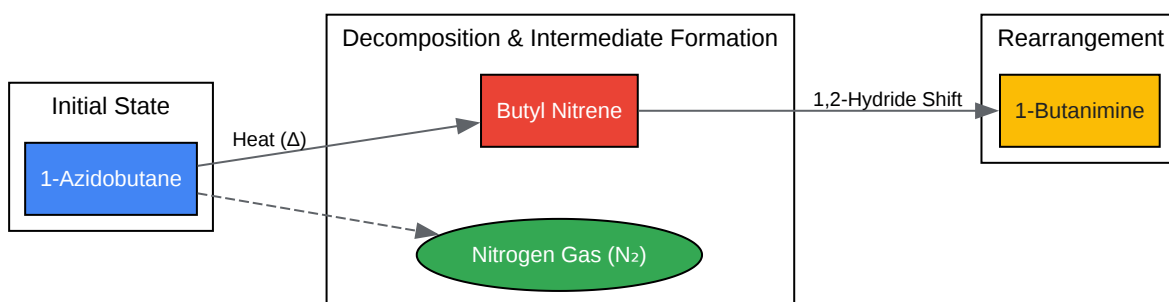 Initial State
1-Azidobutane
Heat (Δ)
Decomposition & Intermediate Formation
Butyl Nitrene
Nitrogen Gas (N₂)
1,2-Hydride Shift
Rearrangement
1-Butanimine